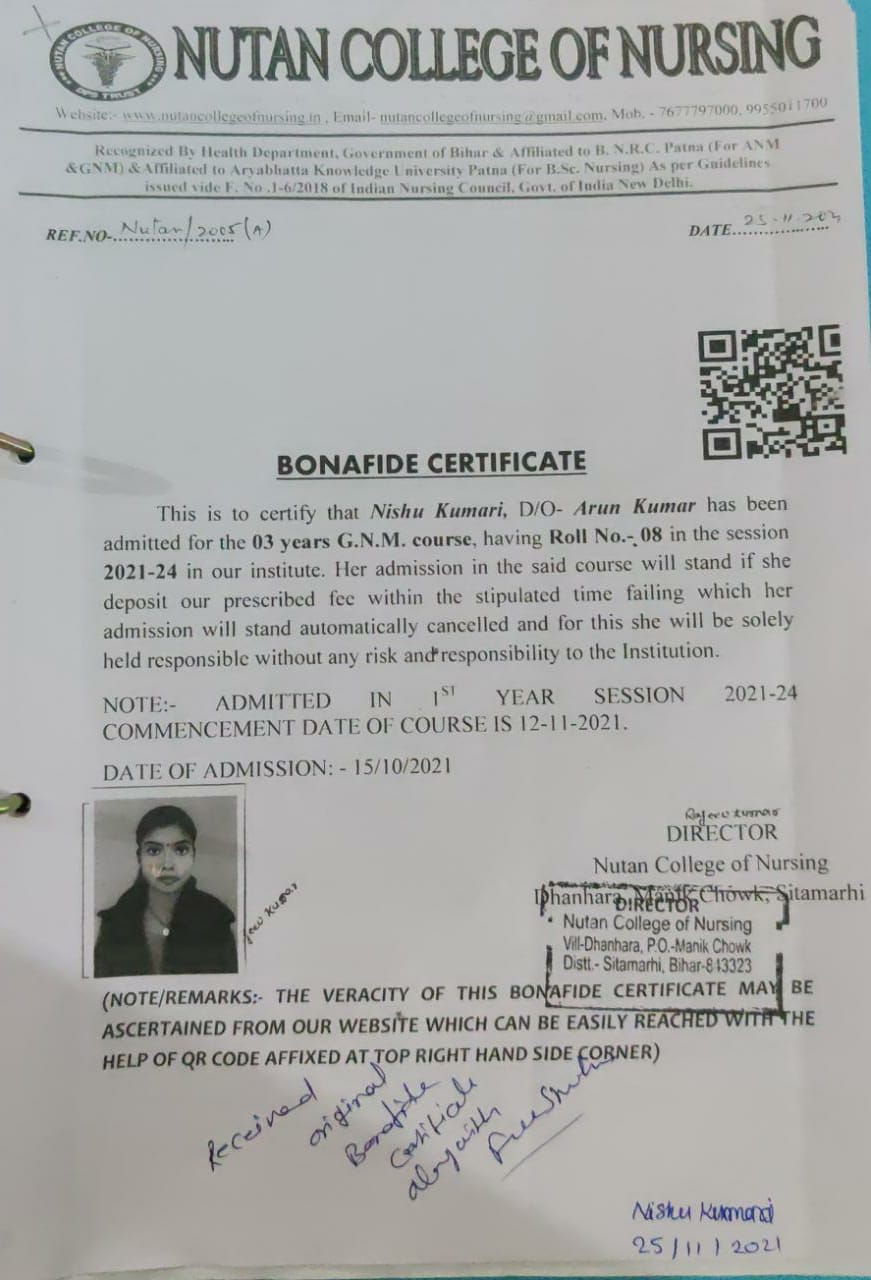 NUTAN COLLEGE OF NURSING
DPS TRUST
NUTAN COLLEGE OF NURSING
Website:- www.nutancollegeofnursing.in , Email- nutancollegeofnursing@gmail.com. Mob. - 7677797000, 9955011700
Recognized By Health Department, Government of Bihar & Affiliated to B. N.R.C. Patna (For ANM
&GNM) & Affiliated to Aryabhatta Knowledge University Patna (For B.Sc. Nursing) As per Guidelines
issued vide F. No .1-6/2018 of Indian Nursing Council, Govt. of India New Delhi.
REF.NO-Nutan/2005(A)
DATE 25-11-
BONAFIDE CERTIFICATE
This is to certify that Nishu Kumari, D/O- Arun Kumar has been
admitted for the 03 years G.N.M. course, having Roll No.- 08 in the session
2021-24 in our institute. Her admission in the said course will stand if she
deposit our prescribed fee within the stipulated time failing which her
admission will stand automatically cancelled and for this she will be solely
held responsible without any risk and responsibility to the Institution.
NOTE:- ADMITTED IN 1ST YEAR SESSION 2021-24
COMMENCEMENT DATE OF COURSE IS 12-11-2021.
DATE OF ADMISSION: - 15/10/2021
Rajeev Kumar
DIRECTOR
Nutan College of Nursing
Dhanhara, Manik Chowk, Sitamarhi
DIRECTOR
Nutan College of Nursing
Vill-Dhanhara, P.O.-Manik Chowk
Distt.- Sitamarhi, Bihar-843323
Kumar
(NOTE/REMARKS:- THE VERACITY OF THIS BONAFIDE CERTIFICATE MAY BE
ASCERTAINED FROM OUR WEBSITE WHICH CAN BE EASILY REACHED WITH THE
HELP OF QR CODE AFFIXED AT TOP RIGHT HAND SIDE CORNER)
Received
original
Bonafide
Certificate
alongwith
Nishu Kumari
25/11/2021